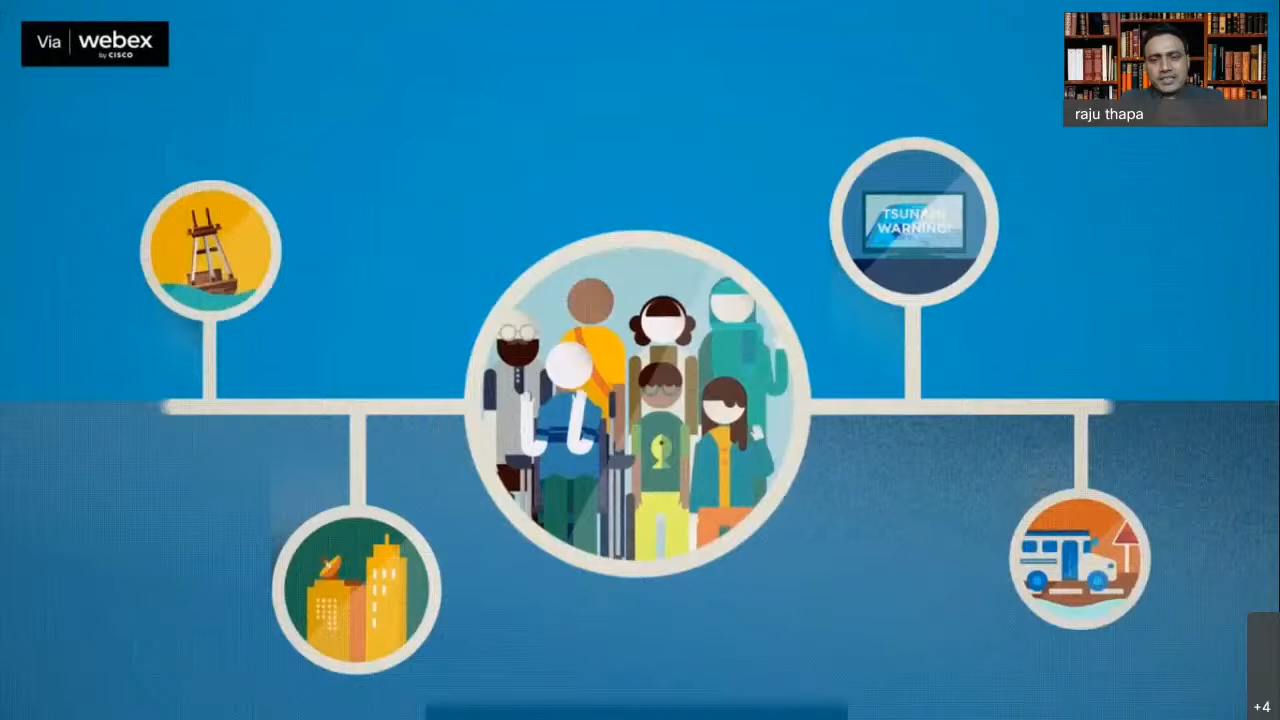 Via webex
by CISCO
raju thapa
TSUNAMI
WARNING!
+4